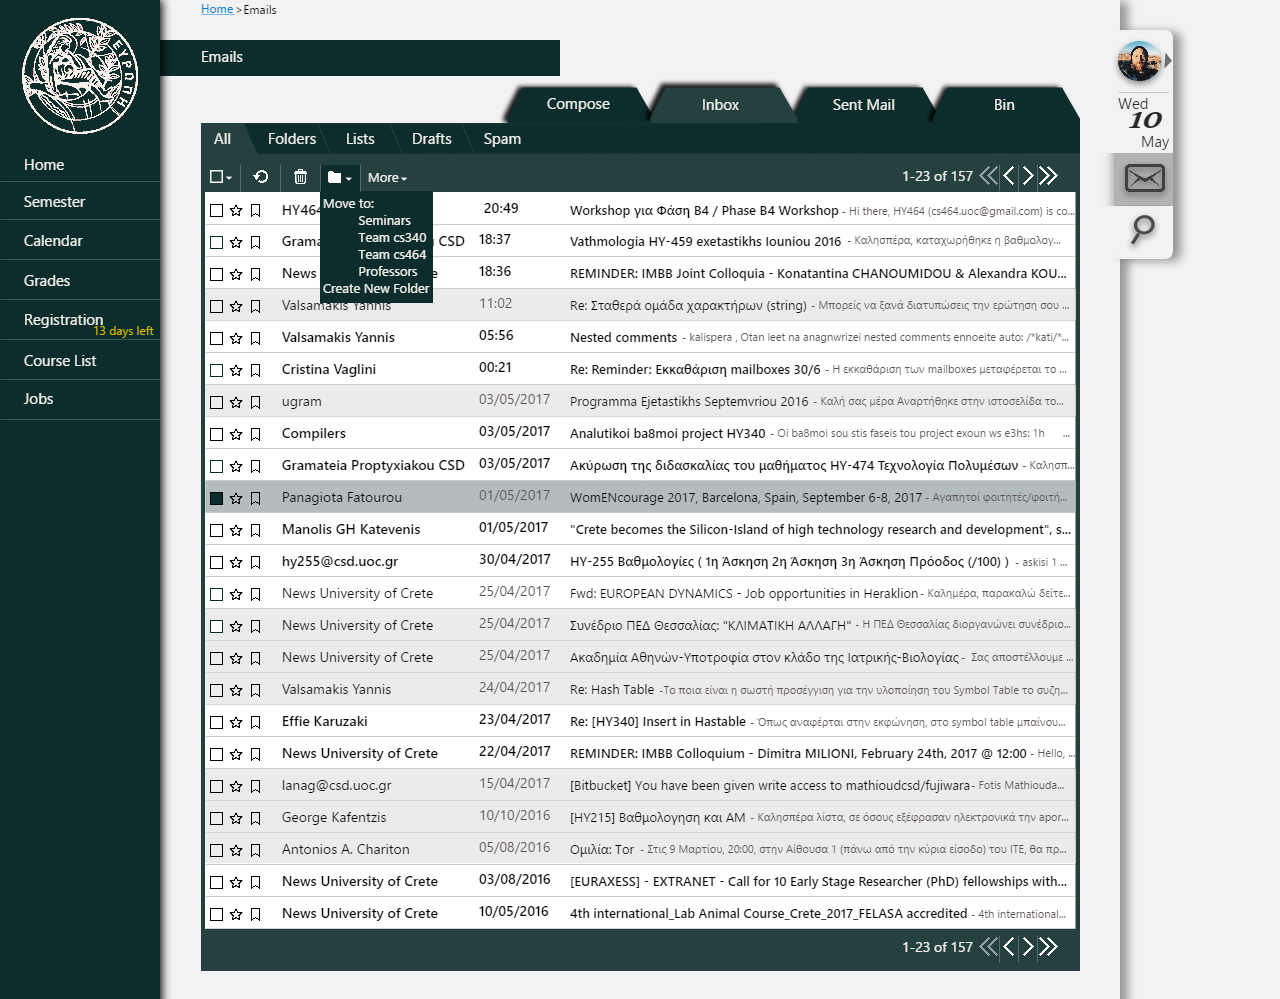 Home >Emails
ΕΥΡΩΠΗ
Emails
Compose
Inbox
Sent Mail
Bin
All
Folders
Lists
Drafts
Spam
Home
Semester
Calendar
Grades
Registration
13 days left
Course List
Jobs
Wed
10
May
More
1-23 of 157
Move to:
Seminars
Team cs340
Team cs464
Professors
Create New Folder
HY464 20:49 Workshop για Φάση B4 / Phase B4 Workshop - Hi there, HY464 (cs464.uoc@gmail.com) is co...
Grama CSD 18:37 Vathmologia HY-459 exetastikhs Iouniou 2016 - Καλησπέρα, καταχωρήθηκε η βαθμολογ...
News e 18:36 REMINDER: IMBB Joint Colloquia - Konatantina CHANOUMIDOU & Alexandra KOU...
Valsamakis Yannis 11:02 Re: Σταθερά ομάδα χαρακτήρων (string) - Μπορείς να ξανά διατυπώσεις την ερώτηση σου ...
Valsamakis Yannis 05:56 Nested comments - kalispera , Otan leet na anagnwrizei nested comments ennoeite auto: /*kati/*...
Cristina Vaglini 00:21 Re: Reminder: Εκκαθάριση mailboxes 30/6 - Η εκκαθάριση των mailboxes μεταφέρεται το ...
ugram 03/05/2017 Programma Ejetastikhs Septemvriou 2016 - Καλή σας μέρα Αναρτήθηκε στην ιστοσελίδα το...
Compilers 03/05/2017 Analutikoi ba8moi project HY340 - Oi ba8moi sou stis faseis tou project exoun ws e3hs: 1h ...
Gramateia Proptyxiakou CSD 03/05/2017 Ακύρωση της διδασκαλίας του μαθήματος ΗΥ-474 Τεχνολογία Πολυμέσων - Καλησπ...
Panagiota Fatourou 01/05/2017 WomENcourage 2017, Barcelona, Spain, September 6-8, 2017 - Αγαπητοί φοιτητές/φοιτή...
Manolis GH Katevenis 01/05/2017 "Crete becomes the Silicon-Island of high technology research and development", s...
hy255@csd.uoc.gr 30/04/2017 HY-255 Βαθμολογίες ( 1η Άσκηση 2η Άσκηση 3η Άσκηση Πρόοδος (/100) ) - askisi 1 ...
News University of Crete 25/04/2017 Fwd: EUROPEAN DYNAMICS - Job opportunities in Heraklion - Καλημέρα, παρακαλώ δείτε...
News University of Crete 25/04/2017 Συνέδριο ΠΕΔ Θεσσαλίας: "ΚΛΙΜΑΤΙΚΗ ΑΛΛΑΓΗ" - Η ΠΕΔ Θεσσαλίας διοργανώνει συνέδριο...
News University of Crete 25/04/2017 Ακαδημία Αθηνών-Υποτροφία στον κλάδο της Ιατρικής-Βιολογίας - Σας αποστέλλουμε ...
Valsamakis Yannis 24/04/2017 Re: Hash Table -Το ποια είναι η σωστή προσέγγιση για την υλοποίηση του Symbol Table το συζη...
Effie Karuzaki 23/04/2017 Re: [HY340] Insert in Hastable - Όπως αναφέρται στην εκφώνηση, στο symbol table μπαίνου...
News University of Crete 22/04/2017 REMINDER: IMBB Colloquium - Dimitra MILIONI, February 24th, 2017 @ 12:00 - Hello, ...
lanag@csd.uoc.gr 15/04/2017 [Bitbucket] You have been given write access to mathioudcsd/fujiwara - Fotis Mathiouda...
George Kafentzis 10/10/2016 [HY215] Βαθμολογηση και ΑΜ - Καλησπέρα λίστα, σε όσους εξέφρασαν ηλεκτρονικά την apor...
Antonios A. Chariton 05/08/2016 Ομιλία: Tor - Στις 9 Μαρτίου, 20:00, στην Αίθουσα 1 (πάνω από την κύρια είσοδο) του ΙΤΕ, θα πρ...
News University of Crete 03/08/2016 [EURAXESS] - EXTRANET - Call for 10 Early Stage Researcher (PhD) fellowships with...
News University of Crete 10/05/2016 4th international_Lab Animal Course_Crete_2017_FELASA accredited - 4th international...
1-23 of 157